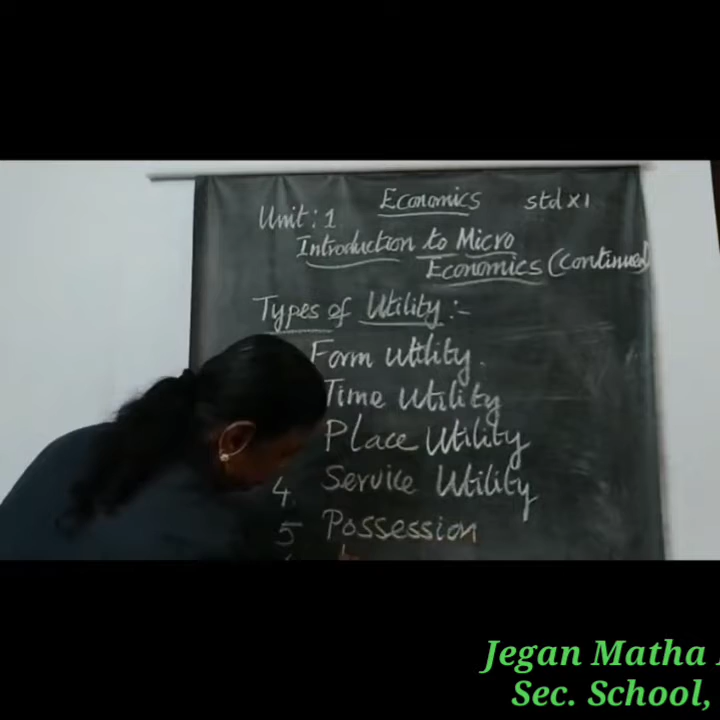 Economics std XI
Unit: 1
Introduction to Micro
Economics (Continued)
Types of Utility :-
Form Utility.
Time Utility
Place Utility
4. Service Utility
5 Possession
Jegan Matha
Sec. School,